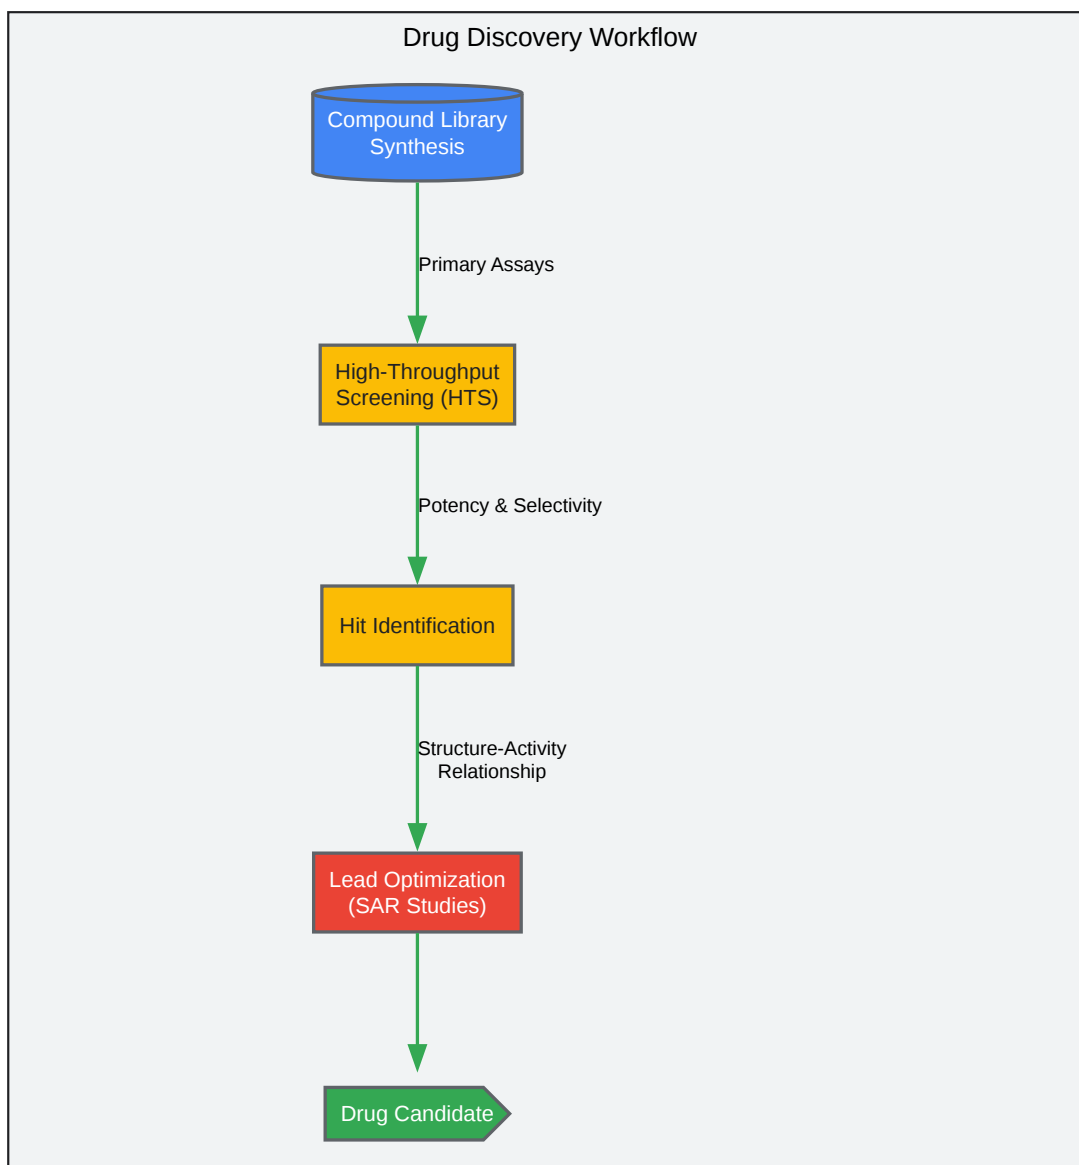 Drug Discovery Workflow
Compound Library
Synthesis
Primary Assays
High-Throughput
Screening (HTS)
Potency & Selectivity
Hit Identification
Structure-Activity
Relationship
Lead Optimization
(SAR Studies)
Drug Candidate